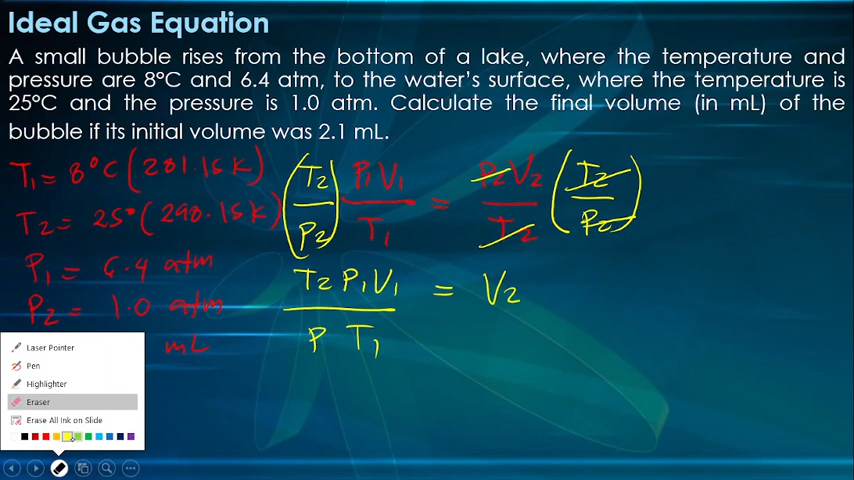 Ideal Gas Equation
A small bubble rises from the bottom of a lake, where the temperature and
pressure are 8°C and 6.4 atm, to the water's surface, where the temperature is
25°C and the pressure is 1.0 atm. Calculate the final volume (in mL) of the
bubble if its initial volume was 2.1 mL.
T₁ = 8°C (281.15K)
T₂ = 25° (298.15K)
P₁ = 6.4 atm
P₂ = 1.0 atm
mL
(T₂/P₂) P₁V₁/T₁ = P₂V₂/T₂ (T₂/P₂)
T₂ P₁ V₁ / P T₁ = V₂
Laser Pointer
Pen
Highlighter
Eraser
Erase All Ink on Slide